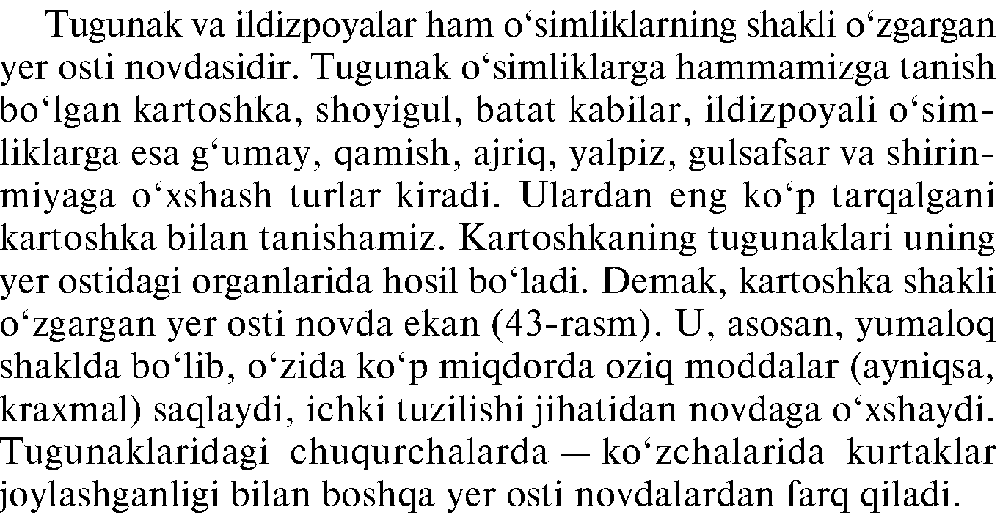 Tugunak va ildizpoyalar ham o‘simliklarning shakli o‘zgargan
yer osti novdasidir. Tugunak o‘simliklarga hammamizga tanish
bo‘lgan kartoshka, shoyigul, batat kabilar, ildizpoyali o‘sim-
liklarga esa g‘umay, qamish, ajriq, yalpiz, gulsafsar va shirin-
miyaga o‘xshash turlar kiradi. Ulardan eng ko‘p tarqalgani
kartoshka bilan tanishamiz. Kartoshkaning tugunaklari uning
yer ostidagi organlarida hosil bo‘ladi. Demak, kartoshka shakli
o‘zgargan yer osti novda ekan (43-rasm). U, asosan, yumaloq
shaklda bo‘lib, o‘zida ko‘p miqdorda oziq moddalar (ayniqsa,
kraxmal) saqlaydi, ichki tuzilishi jihatidan novdaga o‘xshaydi.
Tugunaklaridagi chuqurchalarda — ko‘zchalarida kurtaklar
joylashganligi bilan boshqa yer osti novdalardan farq qiladi.